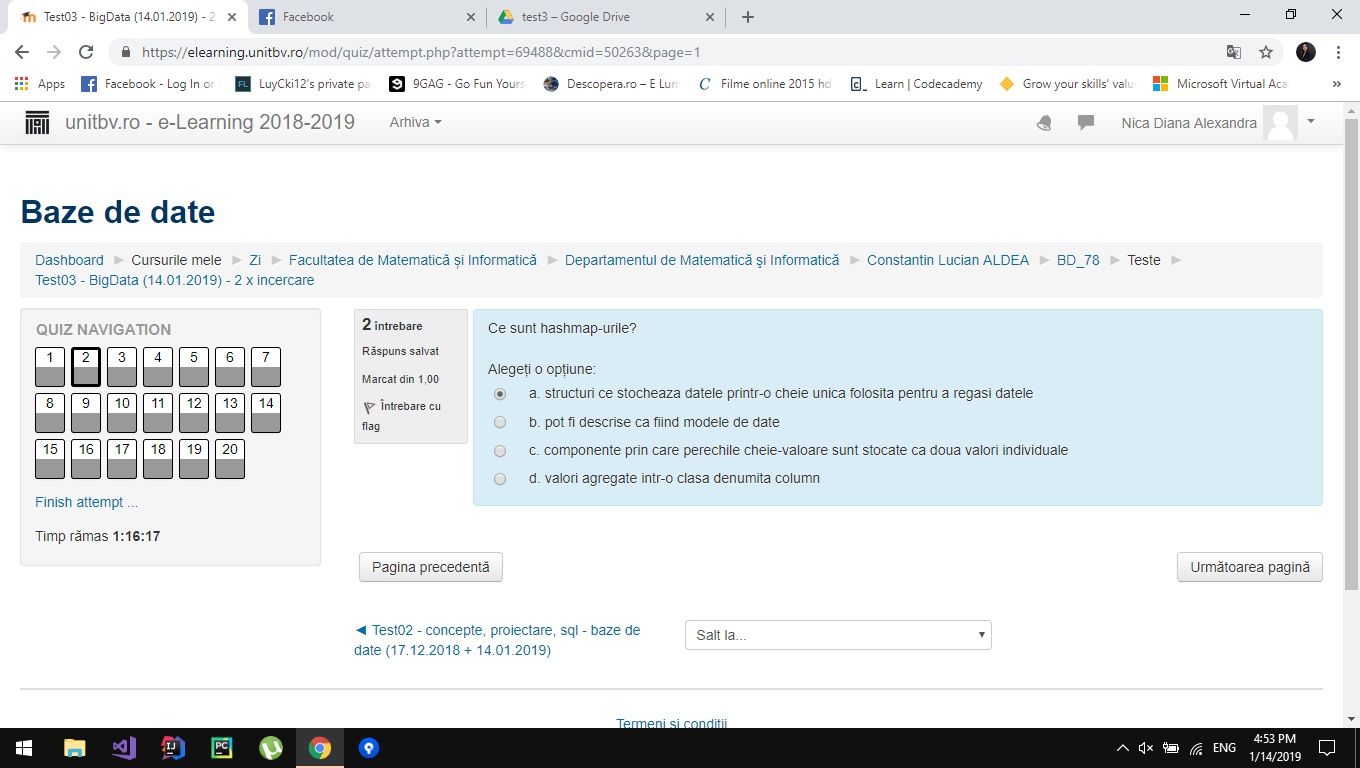 Test03 - BigData (14.01.2019) - 2
Facebook
test3 – Google Drive
https://elearning.unitbv.ro/mod/quiz/attempt.php?attempt=69488&cmid=50263&page=1
Apps
Facebook - Log In or
LuyCki12's private pa
9GAG - Go Fun Yours
Descopera.ro – E Lum
Filme online 2015 hd
Learn | Codecademy
Grow your skills' valu
Microsoft Virtual Aca
»
unitbv.ro - e-Learning 2018-2019
Arhiva
Nica Diana Alexandra
Baze de date
Dashboard ► Cursurile mele ► Zi ► Facultatea de Matematică și Informatică ► Departamentul de Matematică şi Informatică ► Constantin Lucian ALDEA ► BD_78 ► Teste ►
Test03 - BigData (14.01.2019) - 2 x incercare
QUIZ NAVIGATION
1 2 3 4 5 6 7
8 9 10 11 12 13 14
15 16 17 18 19 20
Finish attempt ...
Timp rămas 1:16:17
2 întrebare
Răspuns salvat
Marcat din 1,00
Întrebare cu
flag
Ce sunt hashmap-urile?
Alegeți o opțiune:
a. structuri ce stocheaza datele printr-o cheie unica folosita pentru a regasi datele
b. pot fi descrise ca fiind modele de date
c. componente prin care perechile cheie-valoare sunt stocate ca doua valori individuale
d. valori agregate intr-o clasa denumita column
Pagina precedentă
Următoarea pagină
◄ Test02 - concepte, proiectare, sql - baze de
date (17.12.2018 + 14.01.2019)
Salt la...
Termeni si conditii
ENG
4:53 PM
1/14/2019